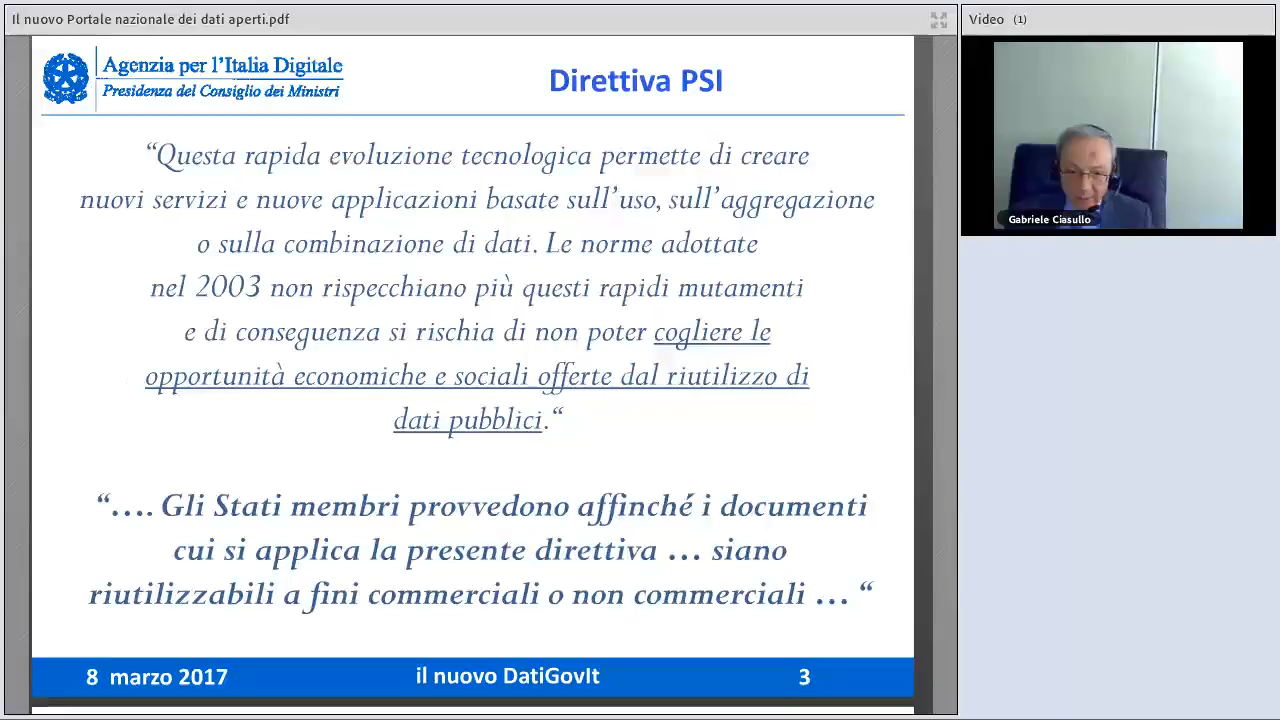 Il nuovo Portale nazionale dei dati aperti.pdf
Video (1)
Agenzia per l'Italia Digitale
Presidenza del Consiglio dei Ministri
Direttiva PSI
“Questa rapida evoluzione tecnologica permette di creare
nuovi servizi e nuove applicazioni basate sull’uso, sull’aggregazione
o sulla combinazione di dati. Le norme adottate
nel 2003 non rispecchiano più questi rapidi mutamenti
e di conseguenza si rischia di non poter cogliere le
opportunità economiche e sociali offerte dal riutilizzo di
dati pubblici.“
“…. Gli Stati membri provvedono affinché i documenti
cui si applica la presente direttiva … siano
riutilizzabili a fini commerciali o non commerciali … “
8 marzo 2017
il nuovo DatiGovIt
3
Gabriele Ciasullo